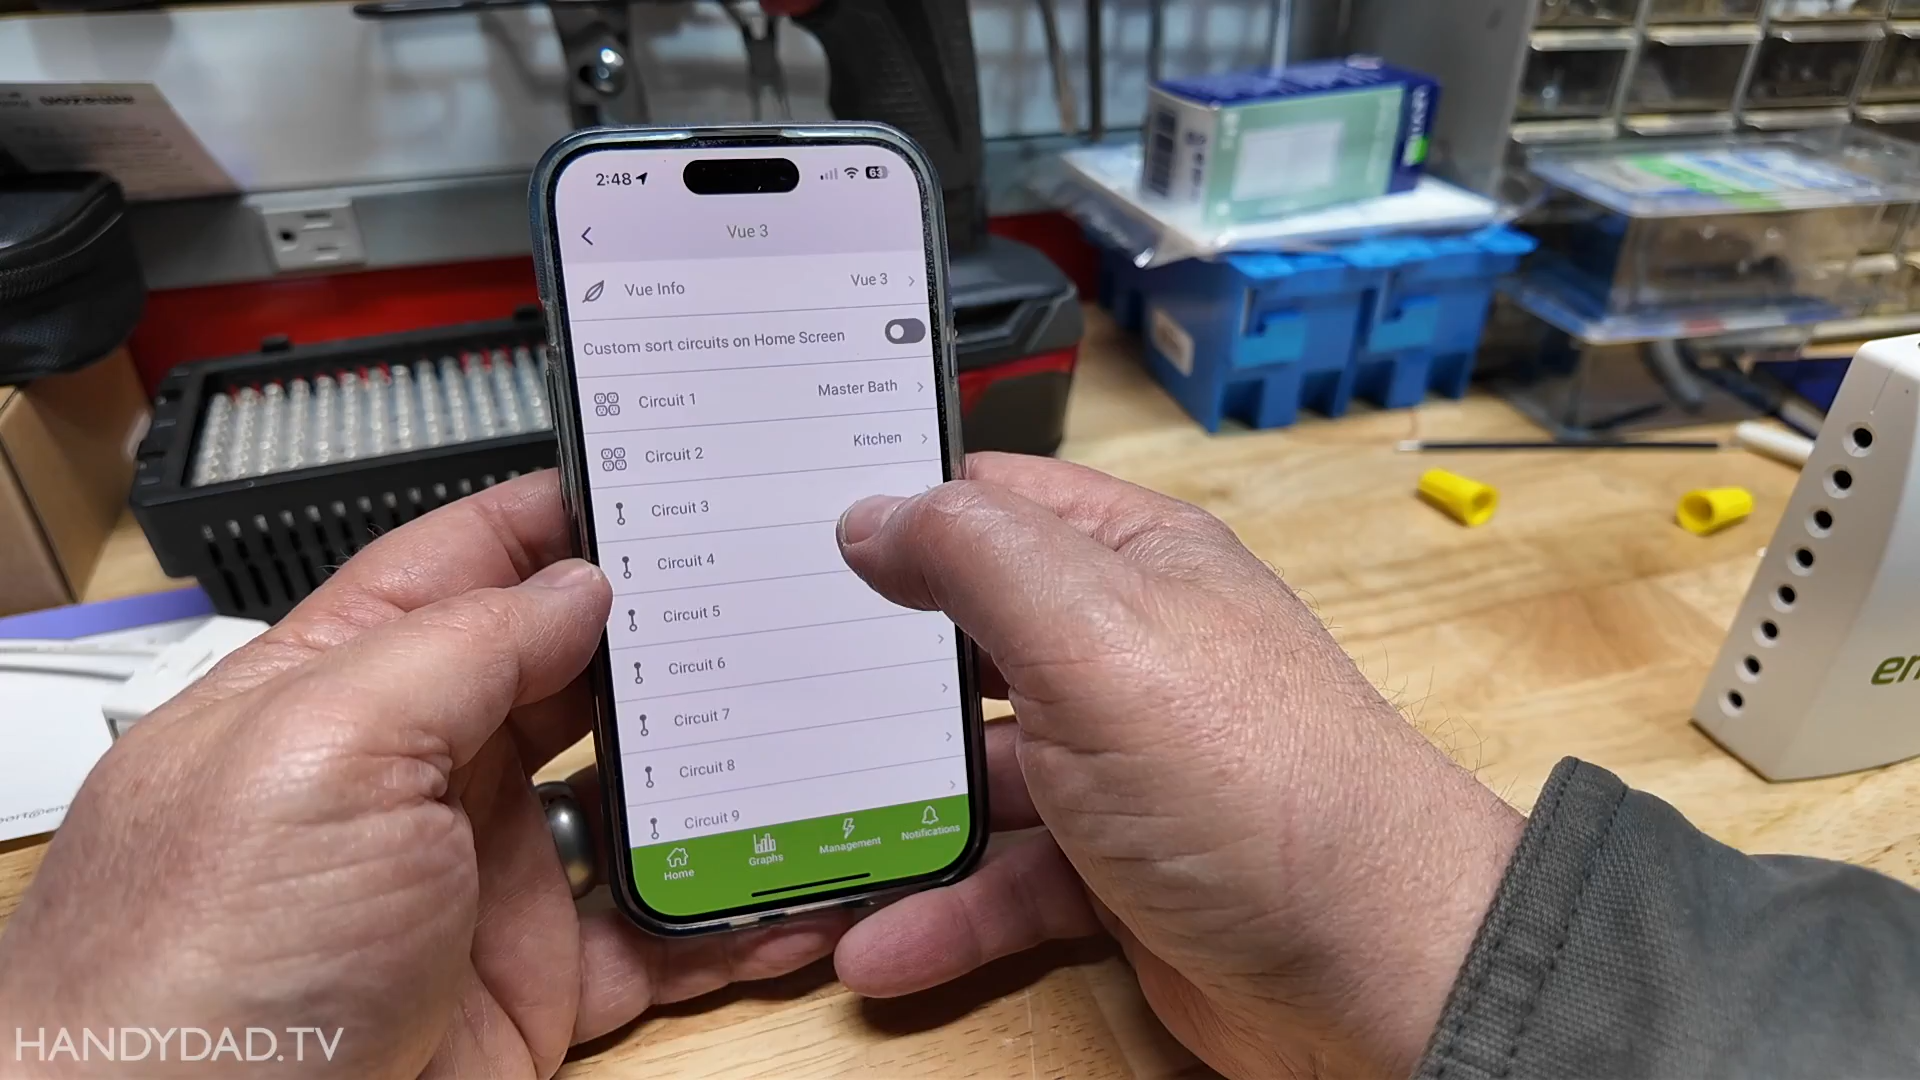 2:48
63
Vue 3
Vue Info Vue 3
Custom sort circuits on Home Screen
Circuit 1 Master Bath
Circuit 2 Kitchen
Circuit 3
Circuit 4
Circuit 5
Circuit 6
Circuit 7
Circuit 8
Circuit 9
Home Graphs Management Notifications
em
HANDYDAD.TV